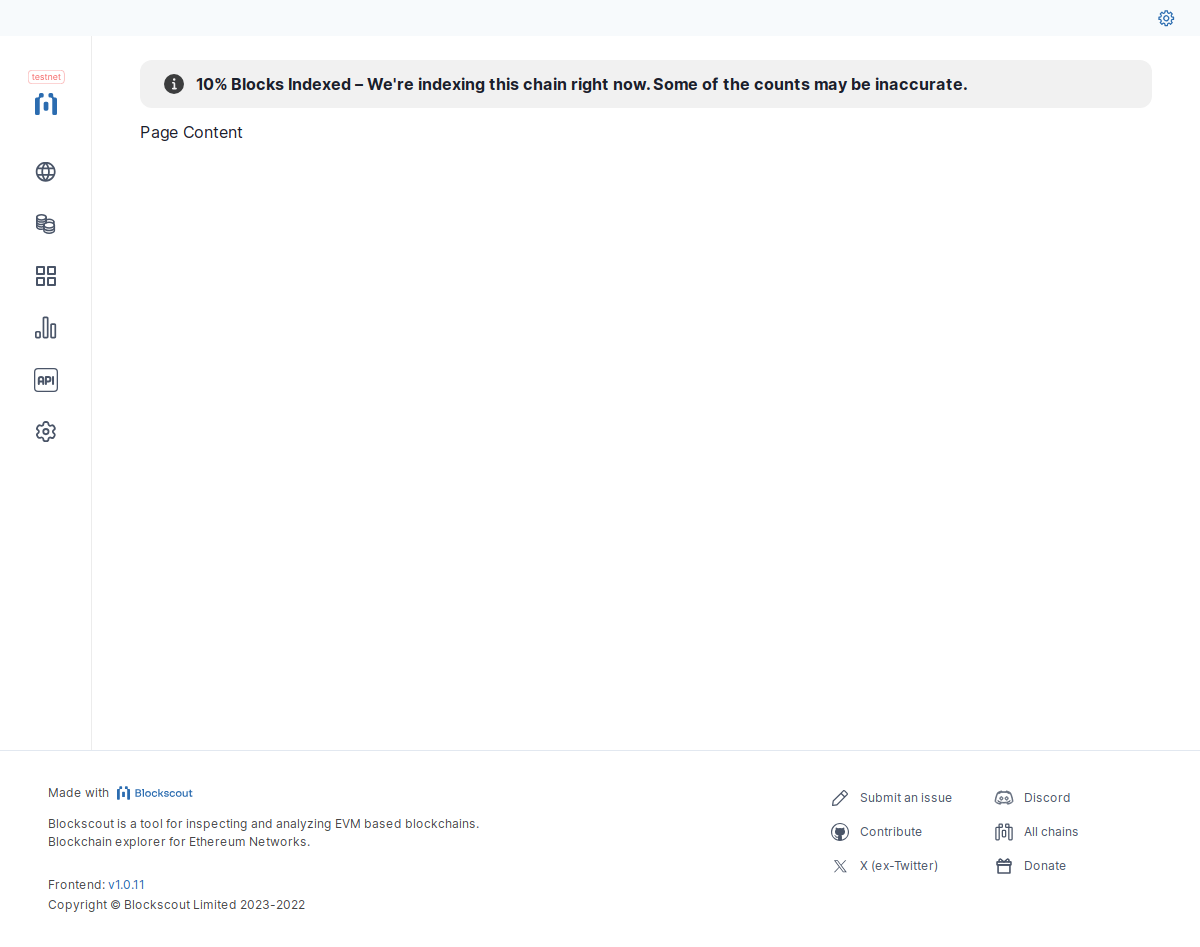 testnet
10% Blocks Indexed – We're indexing this chain right now. Some of the counts may be inaccurate.
Page Content
API
Made with Blockscout
Blockscout is a tool for inspecting and analyzing EVM based blockchains.
Blockchain explorer for Ethereum Networks.
Frontend: v1.0.11
Copyright © Blockscout Limited 2023-2022
Submit an issue
Contribute
X (ex-Twitter)
Discord
All chains
Donate